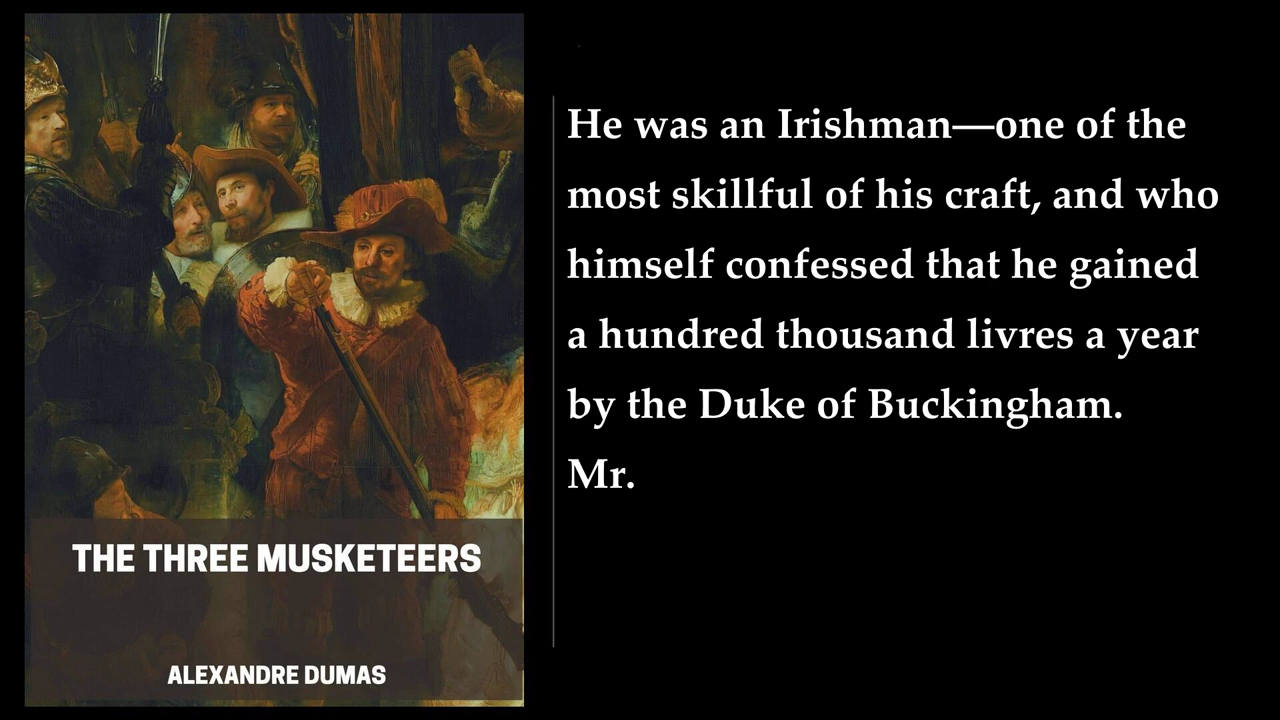 THE THREE MUSKETEERS
ALEXANDRE DUMAS
He was an Irishman—one of the
most skillful of his craft, and who
himself confessed that he gained
a hundred thousand livres a year
by the Duke of Buckingham.
Mr.